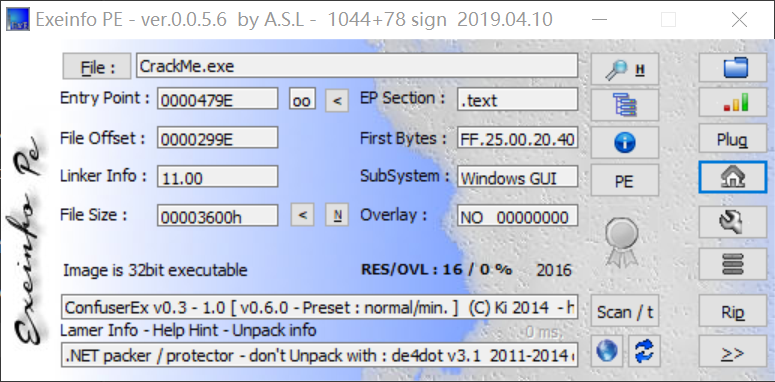 Exeinfo PE - ver.0.0.5.6 by A.S.L - 1044+78 sign 2019.04.10
File : CrackMe.exe
Entry Point : 0000479E oo < EP Section : .text
File Offset : 0000299E First Bytes : FF.25.00.20.40 Plug
Linker Info : 11.00 SubSystem : Windows GUI PE
File Size : 00003600h < N Overlay : NO 00000000
Image is 32bit executable RES/OVL : 16 / 0 % 2016
ConfuserEx v0.3 - 1.0 [ v0.6.0 - Preset : normal/min. ] (C) Ki 2014 - h Scan / t Rip
Lamer Info - Help Hint - Unpack info 0 ms.
.NET packer / protector - don't Unpack with : de4dot v3.1 2011-2014 >>
Exeinfo Pe
H